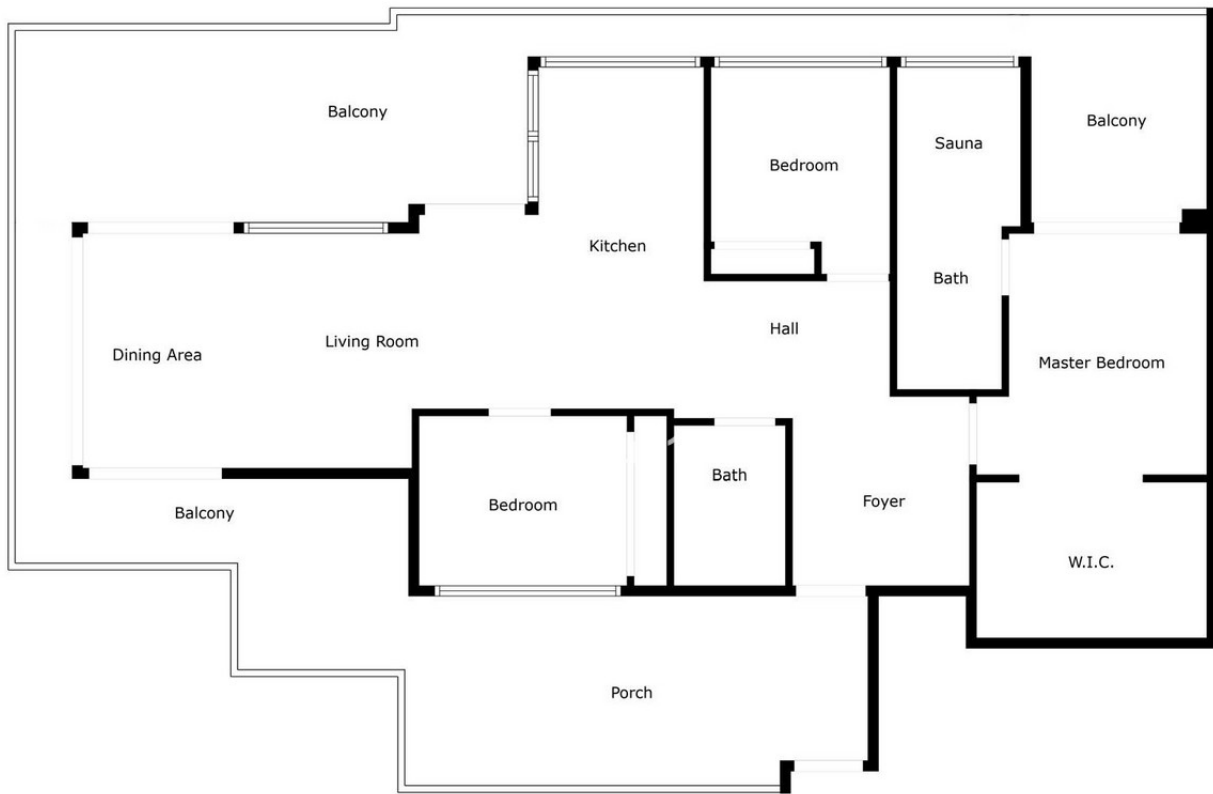 Balcony
Balcony
Sauna
Bedroom
Kitchen
Bath
Hall
Living Room
Dining Area
Master Bedroom
Bath
Bedroom
Foyer
Balcony
W.I.C.
Porch